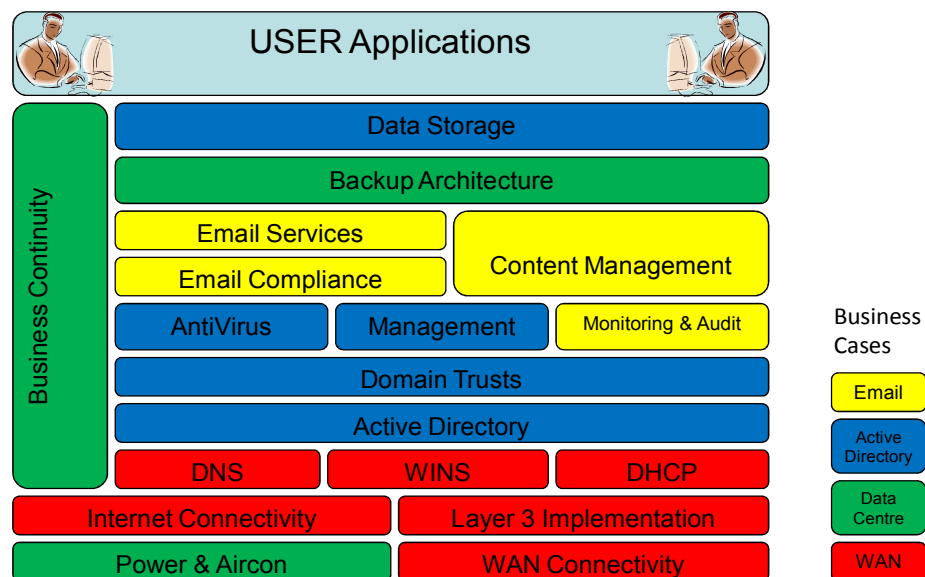 USER Applications
Data Storage
Backup Architecture
Business Continuity
Email Services
Content Management
Email Compliance
AntiVirus
Management
Monitoring & Audit
Domain Trusts
Active Directory
DNS
WINS
DHCP
Internet Connectivity
Layer 3 Implementation
Power & Aircon
WAN Connectivity
Business
Cases
Email
Active
Directory
Data
Centre
WAN